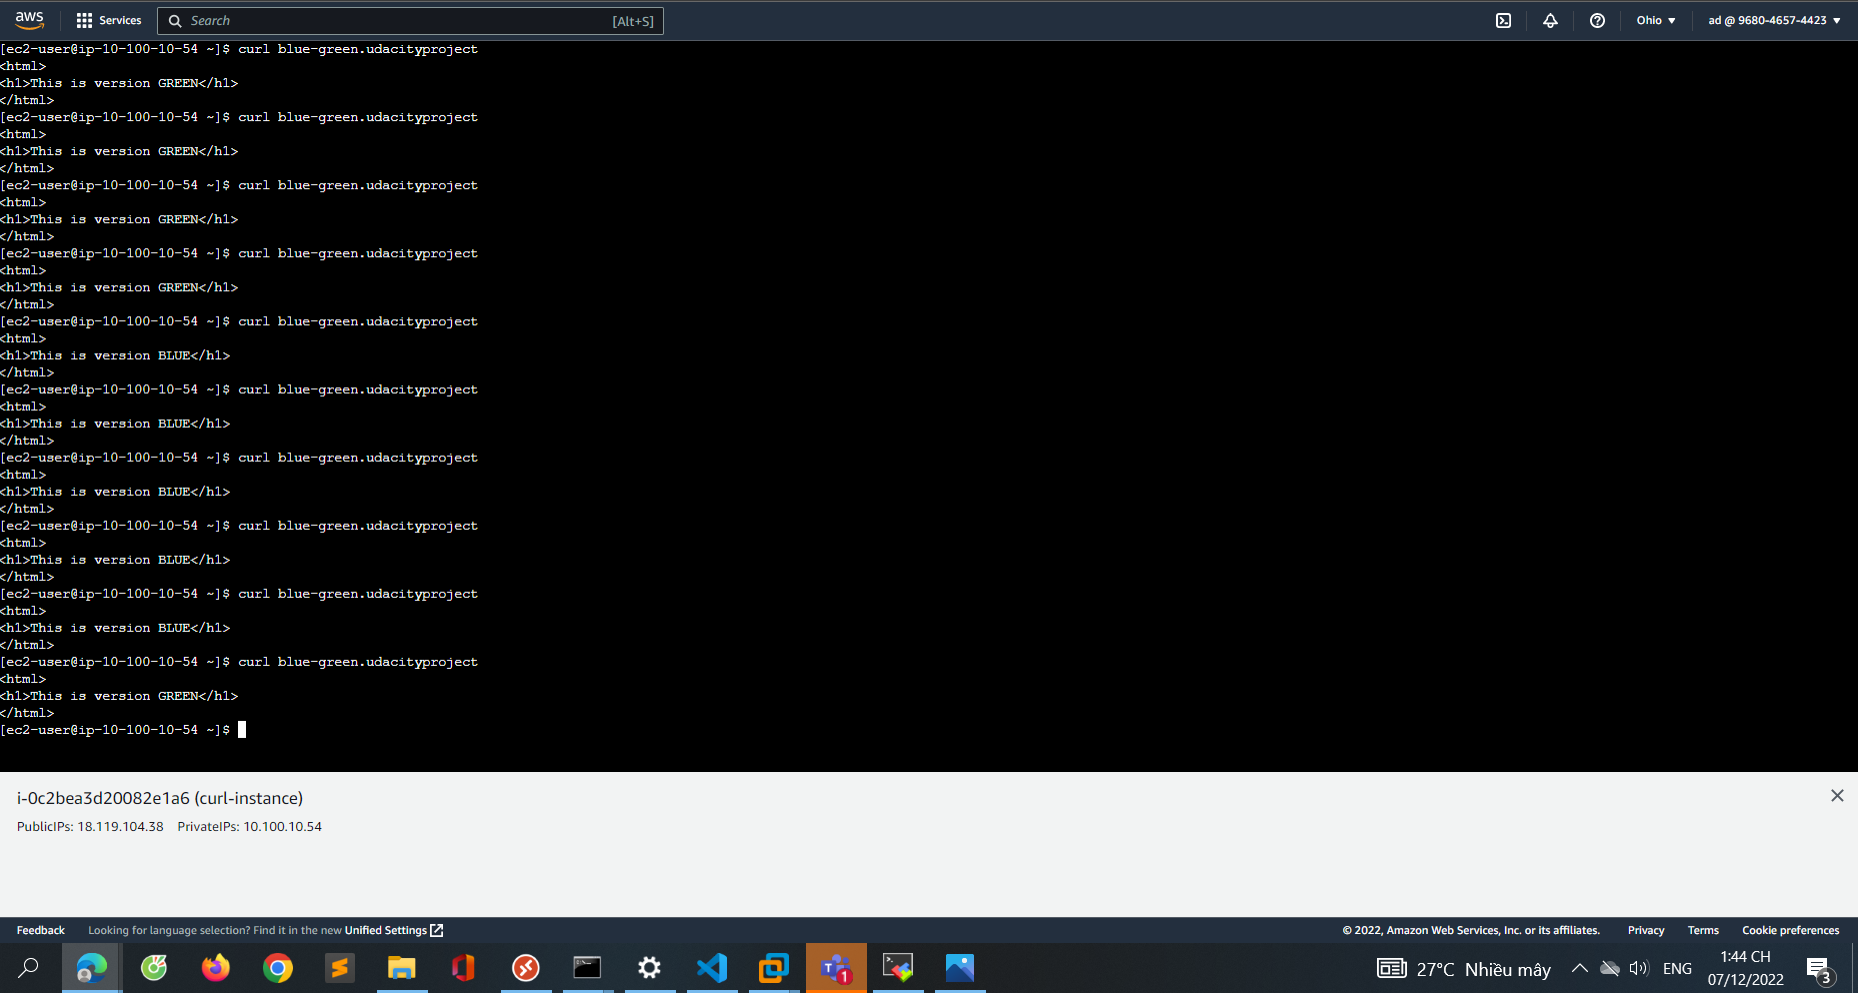 aws Services Search [Alt+S] Ohio ▼ ad @ 9680-4657-4423 ▼
[ec2-user@ip-10-100-10-54 ~]$ curl blue-green.udacityproject
<html>
<h1>This is version GREEN</h1>
</html>
[ec2-user@ip-10-100-10-54 ~]$ curl blue-green.udacityproject
<html>
<h1>This is version GREEN</h1>
</html>
[ec2-user@ip-10-100-10-54 ~]$ curl blue-green.udacityproject
<html>
<h1>This is version GREEN</h1>
</html>
[ec2-user@ip-10-100-10-54 ~]$ curl blue-green.udacityproject
<html>
<h1>This is version GREEN</h1>
</html>
[ec2-user@ip-10-100-10-54 ~]$ curl blue-green.udacityproject
<html>
<h1>This is version BLUE</h1>
</html>
[ec2-user@ip-10-100-10-54 ~]$ curl blue-green.udacityproject
<html>
<h1>This is version BLUE</h1>
</html>
[ec2-user@ip-10-100-10-54 ~]$ curl blue-green.udacityproject
<html>
<h1>This is version BLUE</h1>
</html>
[ec2-user@ip-10-100-10-54 ~]$ curl blue-green.udacityproject
<html>
<h1>This is version BLUE</h1>
</html>
[ec2-user@ip-10-100-10-54 ~]$ curl blue-green.udacityproject
<html>
<h1>This is version BLUE</h1>
</html>
[ec2-user@ip-10-100-10-54 ~]$ curl blue-green.udacityproject
<html>
<h1>This is version GREEN</h1>
</html>
[ec2-user@ip-10-100-10-54 ~]$
i-0c2bea3d20082e1a6 (curl-instance)
PublicIPs: 18.119.104.38 PrivateIPs: 10.100.10.54
Feedback Looking for language selection? Find it in the new Unified Settings © 2022, Amazon Web Services, Inc. or its affiliates. Privacy Terms Cookie preferences
27°C Nhiều mây ENG 1:44 CH
07/12/2022 3